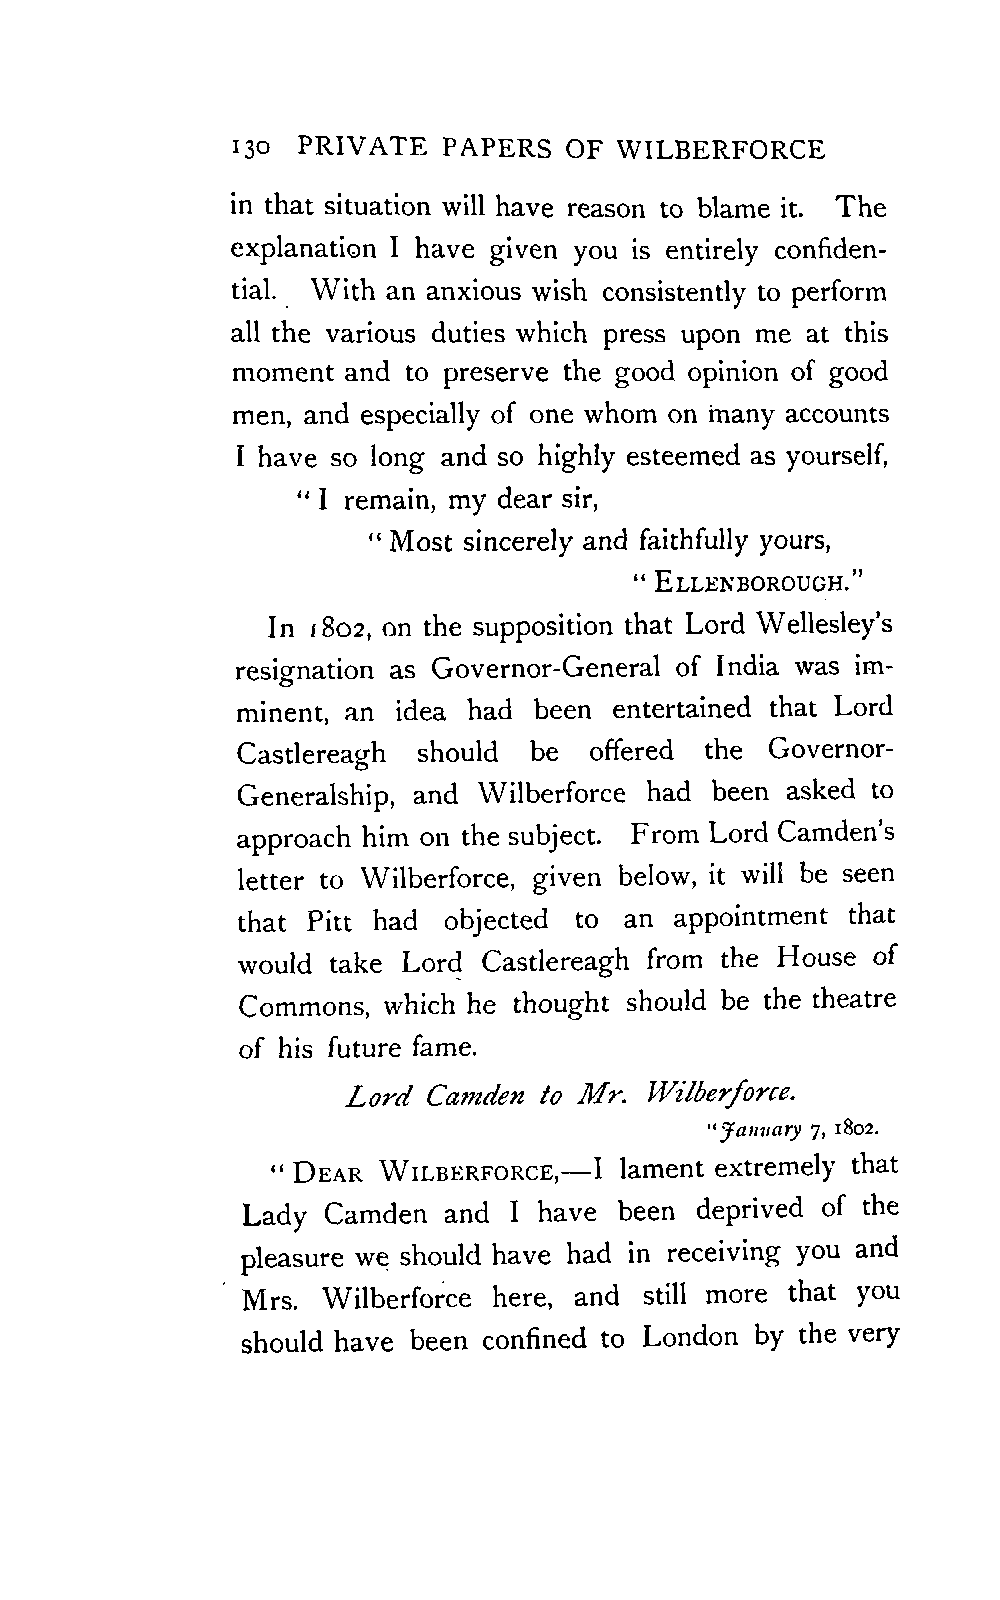 130 PRIVATE PAPERS OF WILBERFORCE
in that situation will have reason to blame it. The
explanation I have given you is entirely confiden-
tial. With an anxious wish consistently to perform
all the various duties which press upon me at this
moment and to preserve the good opinion of good
men, and especially of one whom on many accounts
I have so long and so highly esteemed as yourself,
“I remain, my dear sir,
“Most sincerely and faithfully yours,
“ELLENBOROUGH.”
In 1802, on the supposition that Lord Wellesley's
resignation as Governor-General of India was im-
minent, an idea had been entertained that Lord
Castlereagh should be offered the Governor-
Generalship, and Wilberforce had been asked to
approach him on the subject. From Lord Camden's
letter to Wilberforce, given below, it will be seen
that Pitt had objected to an appointment that
would take Lord Castlereagh from the House of
Commons, which he thought should be the theatre
of his future fame.
Lord Camden to Mr. Wilberforce.
“January 7, 1802.
“DEAR WILBERFORCE,—I lament extremely that
Lady Camden and I have been deprived of the
pleasure we should have had in receiving you and
Mrs. Wilberforce here, and still more that you
should have been confined to London by the very